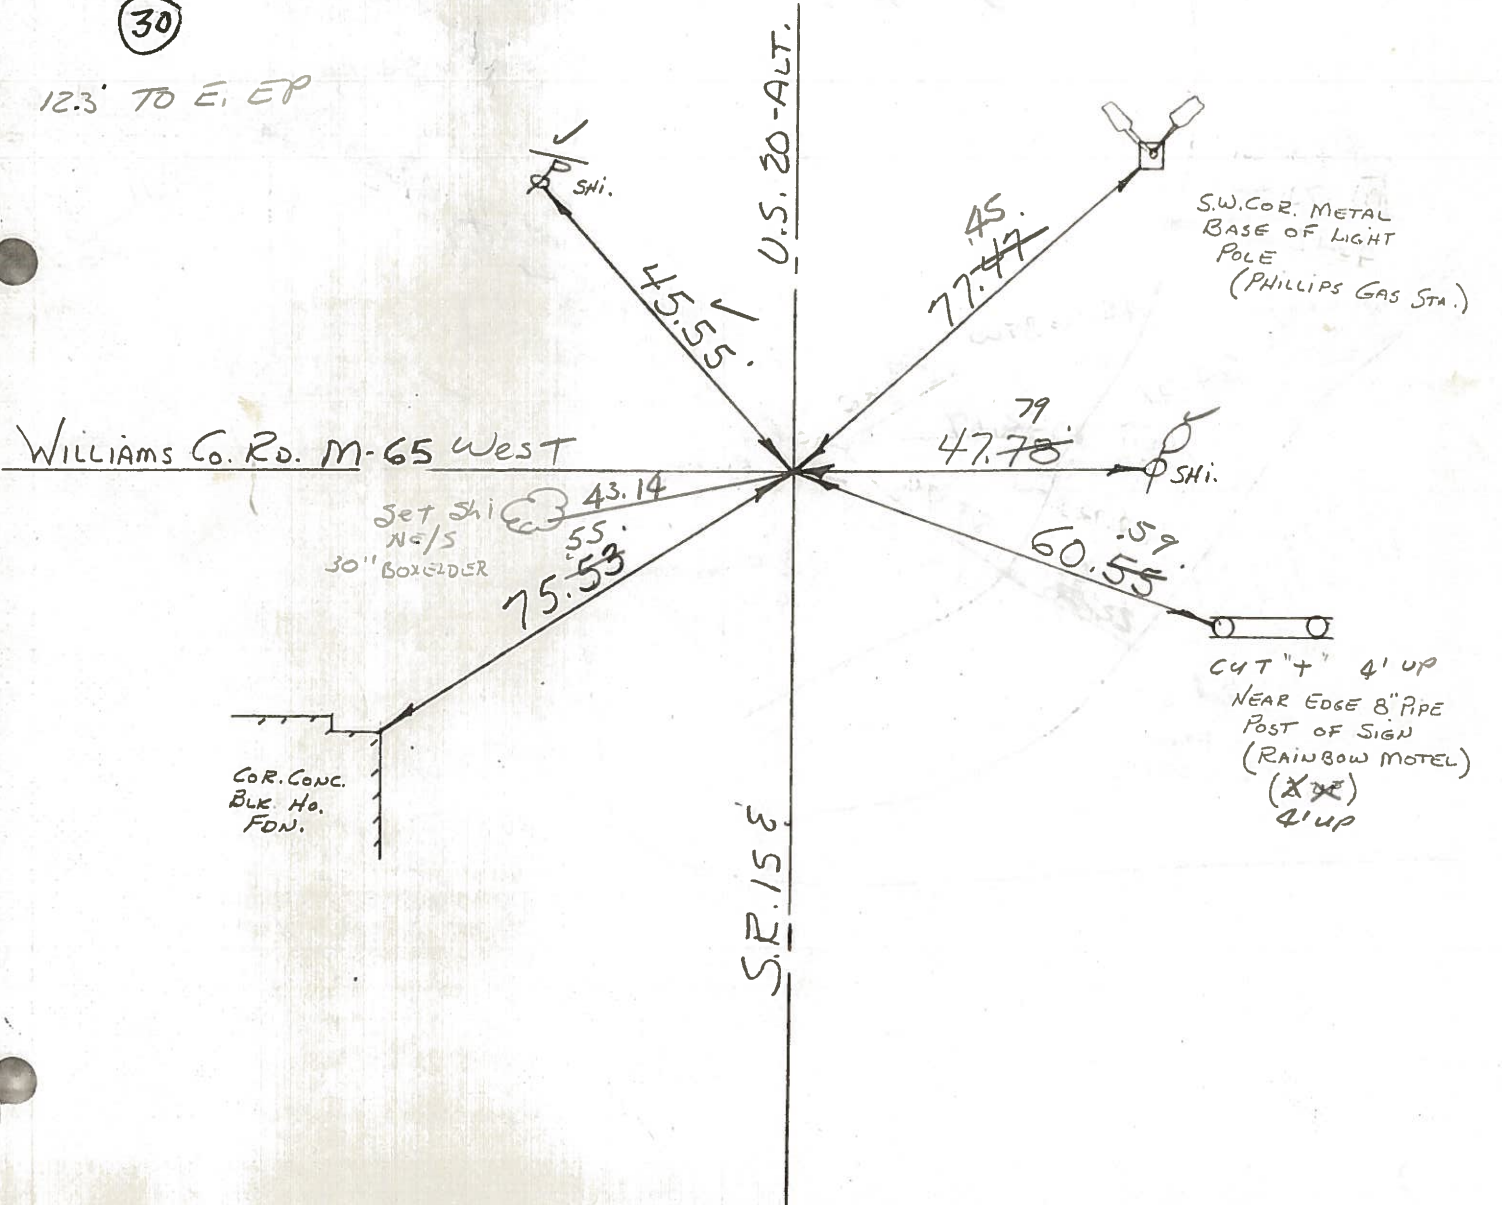 30
12.3' TO E. EP
U.S. 20-ALT.
✓
SHI.
45.55' ✓
.45'
77.47
S.W. COR. METAL
BASE OF LIGHT
POLE
(PHILLIPS GAS STA.)
WILLIAMS CO. RD. M-65 WEST
79
47.78'
SHI.
Set Shi
NE/S
30" BOXELDER
43.14
.55'
75.53
.59
60.55'
CUT "+" 4' UP
NEAR EDGE 8" PIPE
POST OF SIGN
(RAINBOW MOTEL)
4' UP
COR. CONC.
BLK. HO.
FDN.
S.R. 15 &